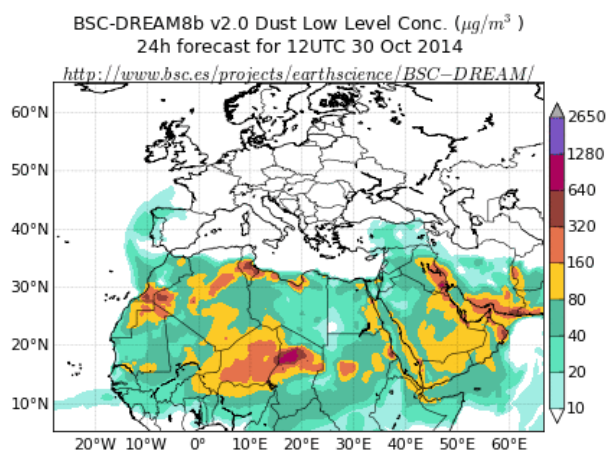 BSC-DREAM8b v2.0 Dust Low Level Conc. (μg/m³ )
24h forecast for 12UTC 30 Oct 2014
http://www.bsc.es/projects/earthscience/BSC−DREAM/
60°N
50°N
40°N
30°N
20°N
10°N
20°W 10°W 0° 10°E 20°E 30°E 40°E 50°E 60°E
2650
1280
640
320
160
80
40
20
10